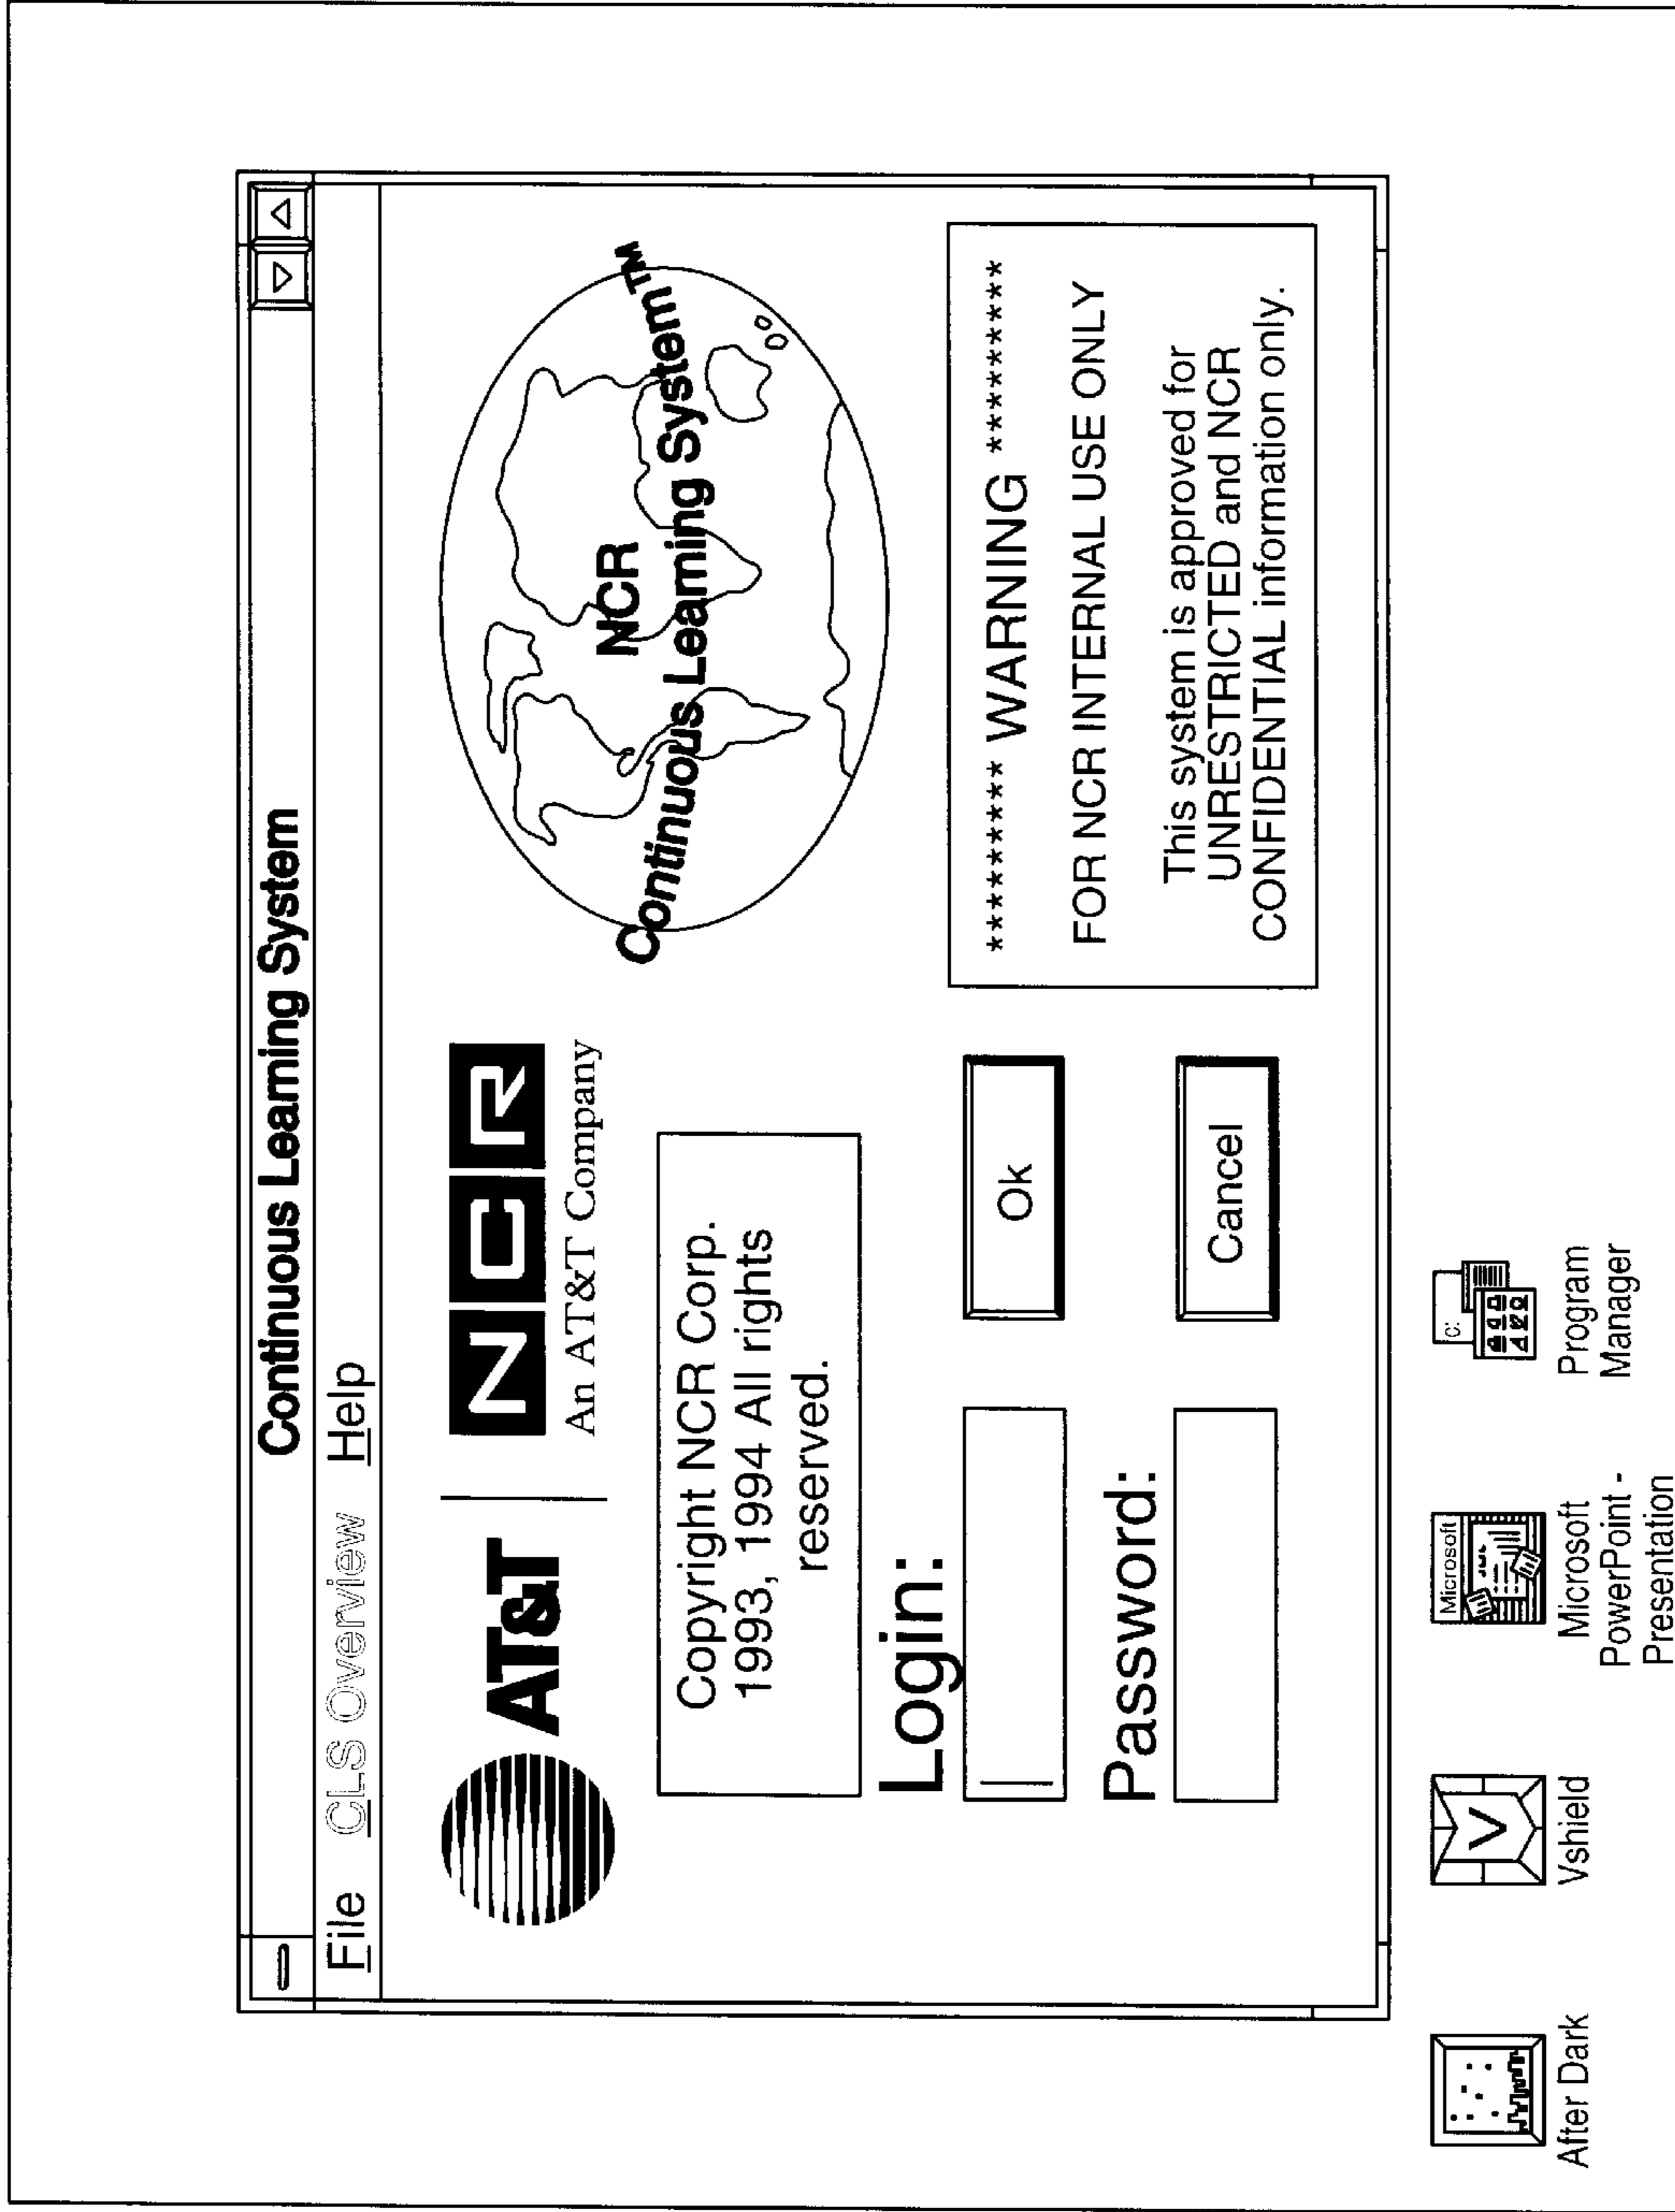 Continuous Learning System
File CLS Overview Help
AT&T
NCR
An AT&T Company
NCR
Continuous Learning System™
Copyright NCR Corp.
1993, 1994 All rights
reserved.
Login:
Ok
Password:
Cancel
********* WARNING *********
FOR NCR INTERNAL USE ONLY
This system is approved for
UNRESTRICTED and NCR
CONFIDENTIAL information only.
V
Microsoft
C:
After Dark
Vshield
Microsoft
PowerPoint -
Presentation
Program
Manager